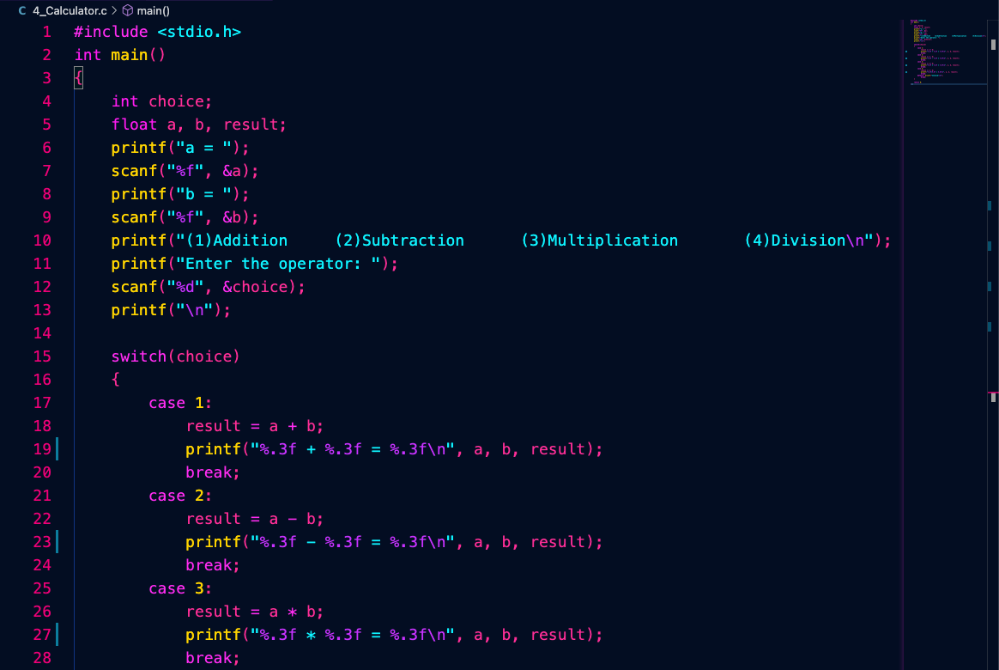 C 4_Calculator.c > main()
1 #include <stdio.h>
2 int main()
3 {
4     int choice;
5     float a, b, result;
6     printf("a = ");
7     scanf("%f", &a);
8     printf("b = ");
9     scanf("%f", &b);
10     printf("(1)Addition     (2)Subtraction      (3)Multiplication       (4)Division\n");
11     printf("Enter the operator: ");
12     scanf("%d", &choice);
13     printf("\n");
14
15     switch(choice)
16     {
17         case 1:
18             result = a + b;
19             printf("%.3f + %.3f = %.3f\n", a, b, result);
20             break;
21         case 2:
22             result = a - b;
23             printf("%.3f - %.3f = %.3f\n", a, b, result);
24             break;
25         case 3:
26             result = a * b;
27             printf("%.3f * %.3f = %.3f\n", a, b, result);
28             break;